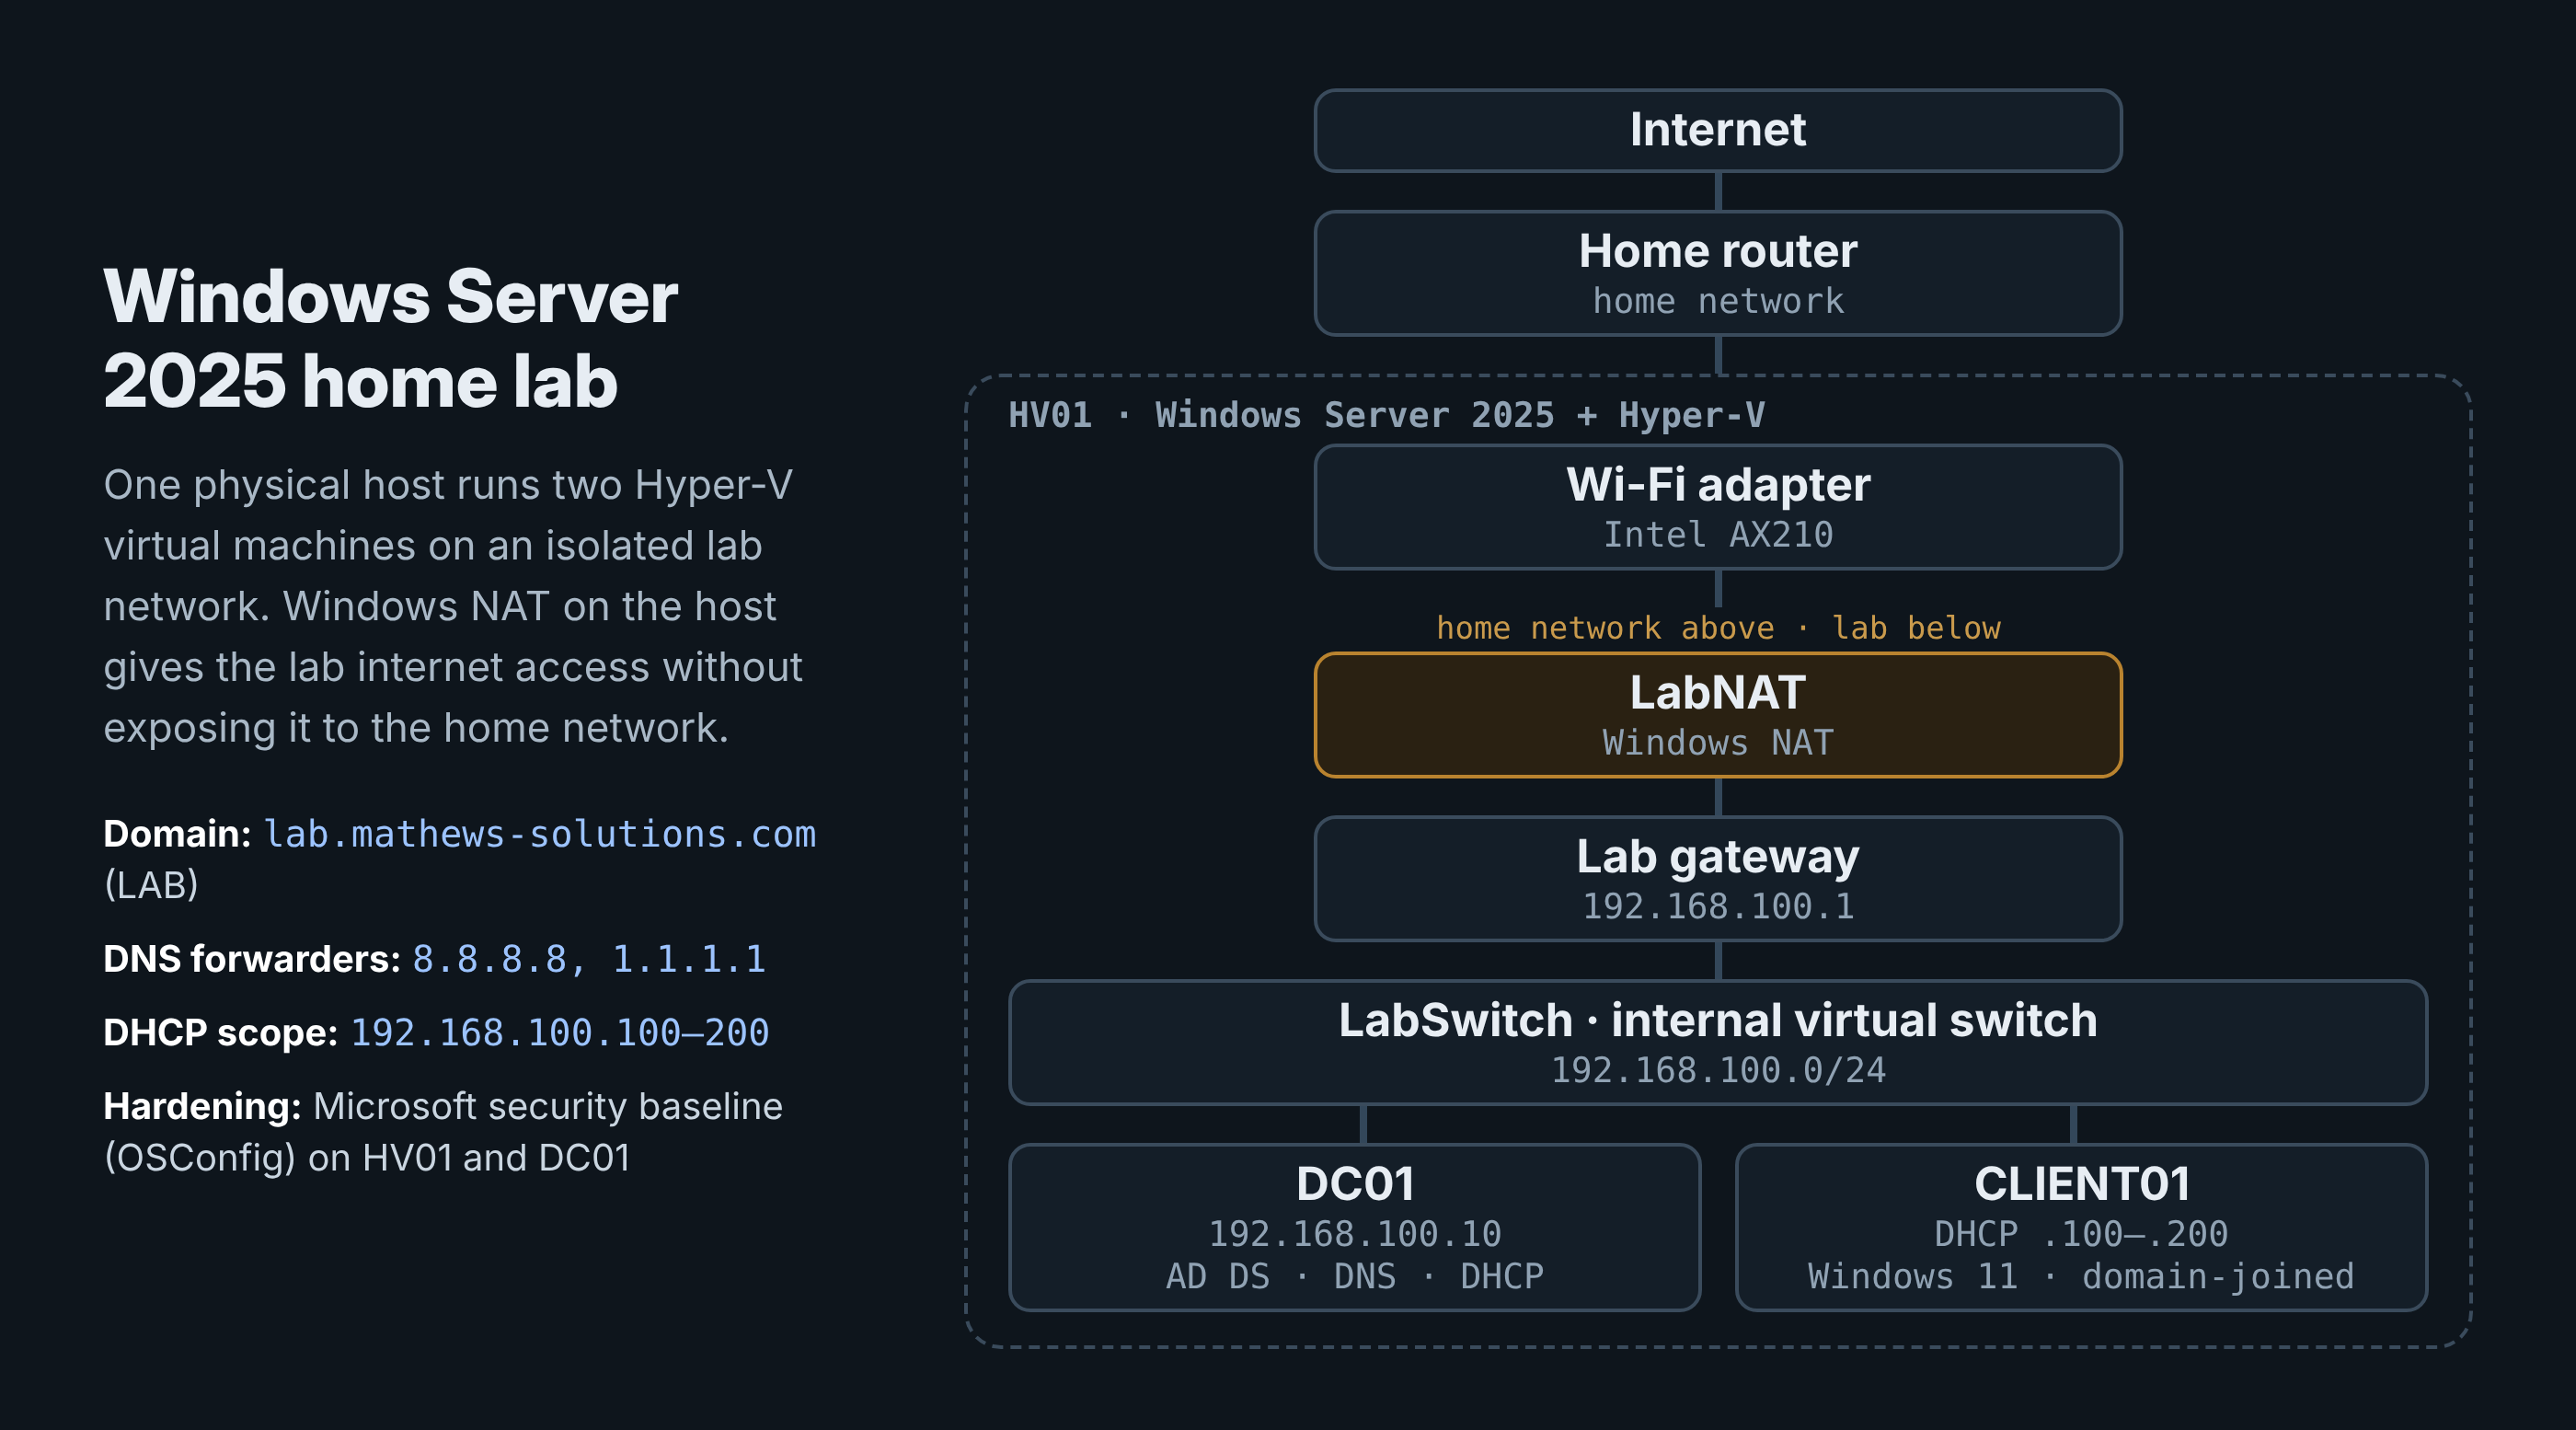 Windows Server
2025 home lab
One physical host runs two Hyper-V
virtual machines on an isolated lab
network. Windows NAT on the host
gives the lab internet access without
exposing it to the home network.
Domain: lab.mathews-solutions.com
(LAB)
DNS forwarders: 8.8.8.8, 1.1.1.1
DHCP scope: 192.168.100.100–200
Hardening: Microsoft security baseline
(OSConfig) on HV01 and DC01
Internet
Home router
home network
HV01 · Windows Server 2025 + Hyper-V
Wi-Fi adapter
Intel AX210
home network above · lab below
LabNAT
Windows NAT
Lab gateway
192.168.100.1
LabSwitch · internal virtual switch
192.168.100.0/24
DC01
192.168.100.10
AD DS · DNS · DHCP
CLIENT01
DHCP .100–.200
Windows 11 · domain-joined